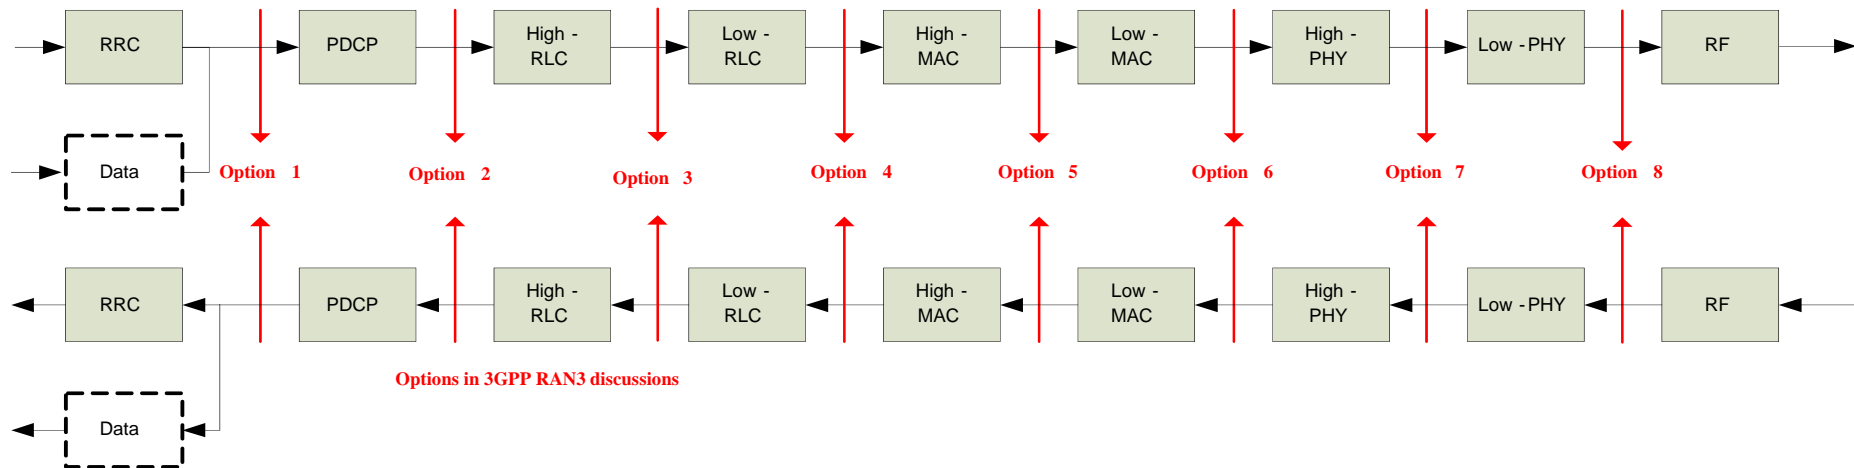 RRC
PDCP
High -
RLC
Low -
RLC
High -
MAC
Low -
MAC
High -
PHY
Low - PHY
RF
Data
Option 1
Option 2
Option 3
Option 4
Option 5
Option 6
Option 7
Option 8
RRC
PDCP
High -
RLC
Low -
RLC
High -
MAC
Low -
MAC
High -
PHY
Low - PHY
RF
Options in 3GPP RAN3 discussions
Data